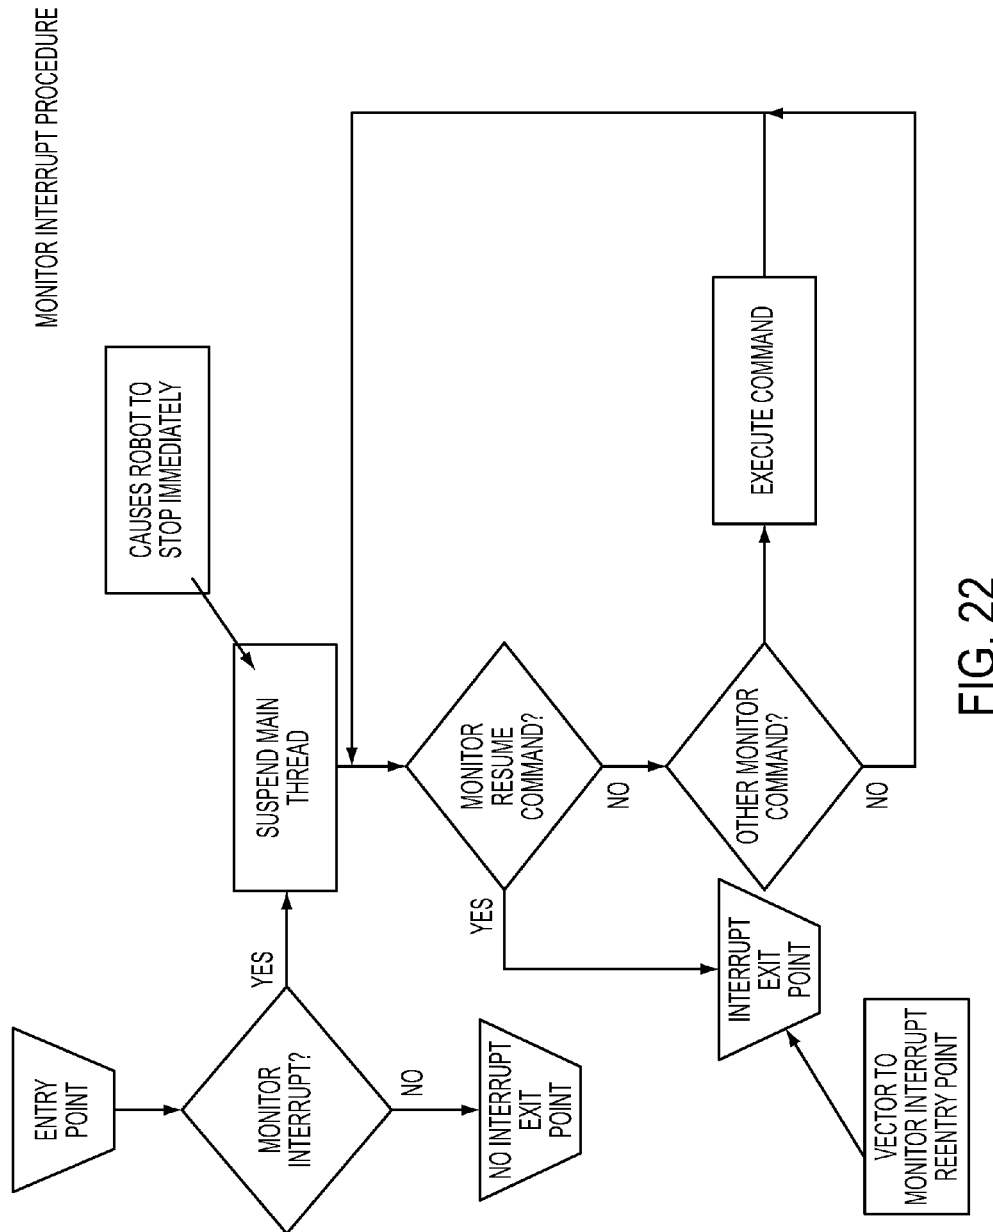 MONITOR INTERRUPT PROCEDURE
ENTRY
POINT
MONITOR
INTERRUPT?
YES
NO
NO INTERRUPT
EXIT
POINT
SUSPEND MAIN
THREAD
CAUSES ROBOT TO
STOP IMMEDIATELY
MONITOR
RESUME
COMMAND?
YES
NO
INTERRUPT
EXIT
POINT
VECTOR TO
MONITOR INTERRUPT
REENTRY POINT
OTHER MONITOR
COMMAND?
NO
EXECUTE COMMAND
FIG. 22